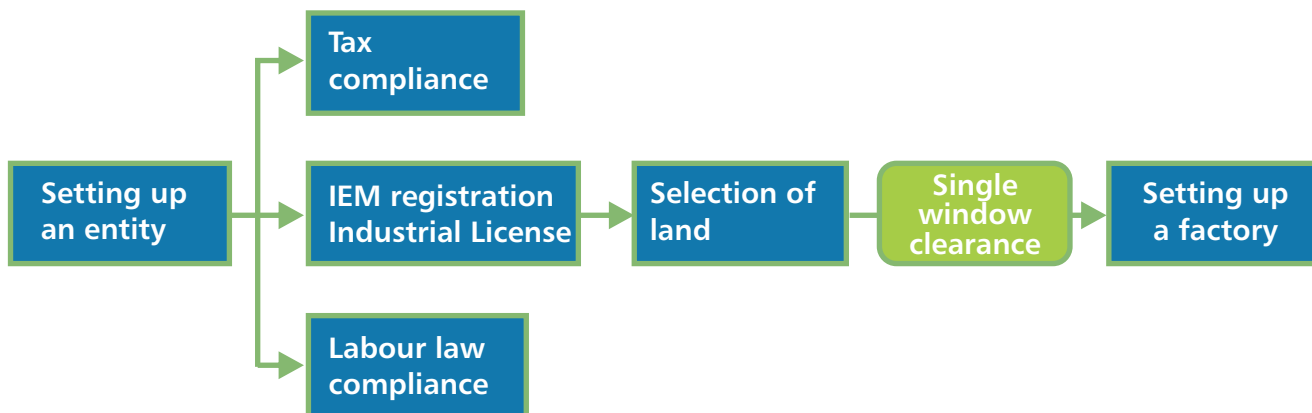 Tax
compliance
Setting up
an entity
IEM registration
Industrial License
Selection of
land
Single
window
clearance
Setting up
a factory
Labour law
compliance